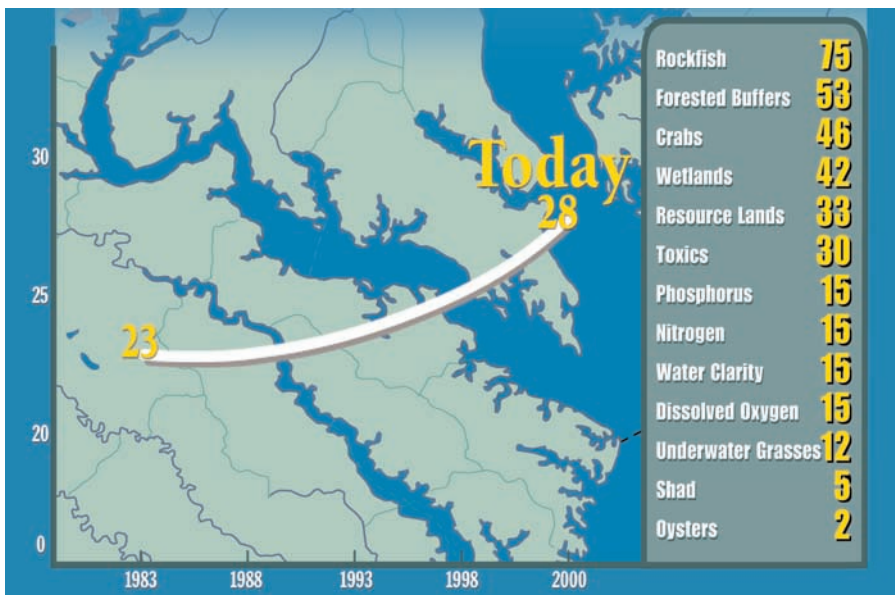 Today
28
23
30
25
20
0
1983 1988 1993 1998 2000
Rockfish 75
Forested Buffers 53
Crabs 46
Wetlands 42
Resource Lands 33
Toxics 30
Phosphorus 15
Nitrogen 15
Water Clarity 15
Dissolved Oxygen 15
Underwater Grasses 12
Shad 5
Oysters 2